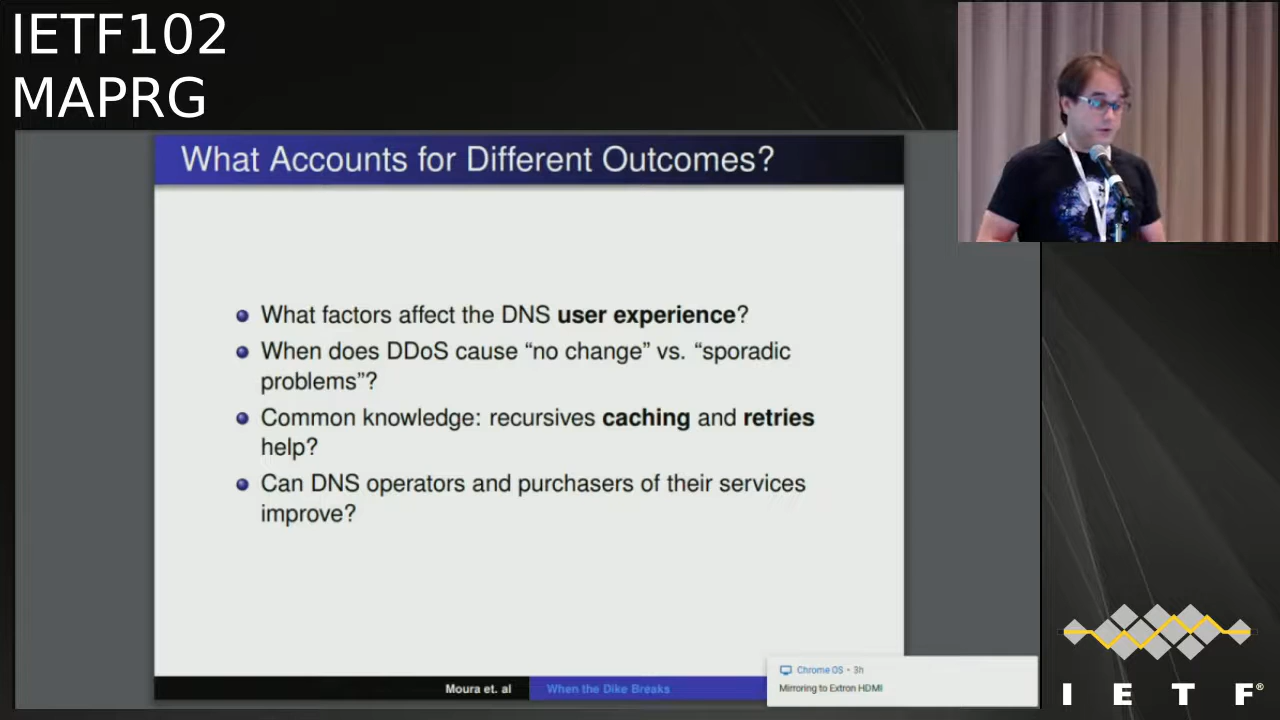 IETF102
MAPRG
What Accounts for Different Outcomes?
What factors affect the DNS user experience?
When does DDoS cause “no change” vs. “sporadic
problems”?
Common knowledge: recursives caching and retries
help?
Can DNS operators and purchasers of their services
improve?
Moura et. al
When the Dike Breaks
Chrome OS • 3h
Mirroring to Extron HDMI
I E T F®